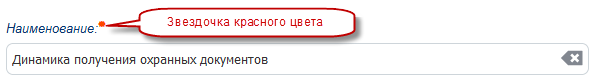 Звездочка красного цвета
Наименование:*
Динамика получения охранных документов